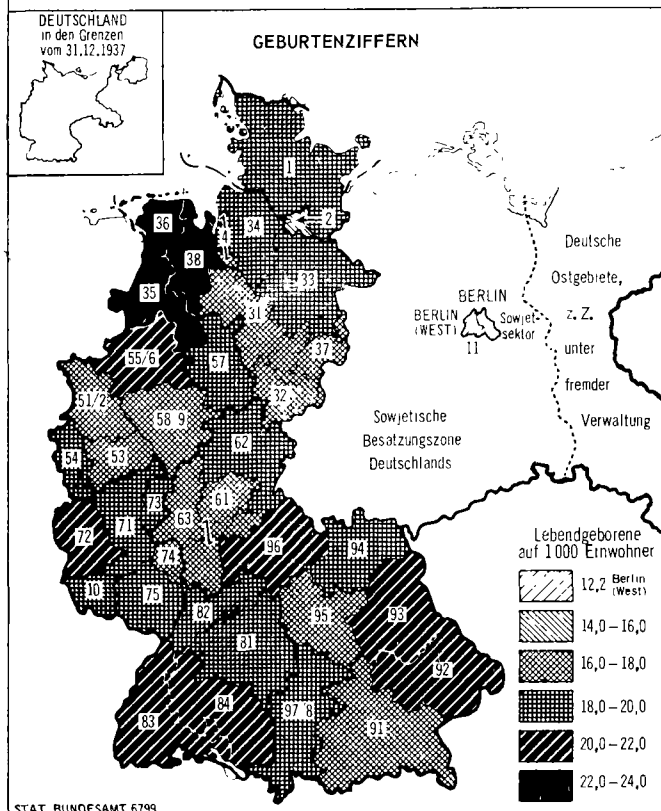 DEUTSCHLAND
in den Grenzen
vom 31.12.1937
GEBURTENZIFFERN
1
2
36
4
34
38
33
35
31
37
55/6
57
32
51/2
58 9
62
54
53
61
73
63
71
72
74
96
94
10
75
82
95
93
81
92
84
97 8
83
91
Deutsche
Ostgebiete,
z. Z.
unter
fremder
Verwaltung
BERLIN
BERLIN
(WEST)
Sowjet-
sektor
11
Sowjetische
Besatzungszone
Deutschlands
Lebendgeborene
auf 1000 Einwohner
12,2 Berlin
(West)
14,0–16,0
16,0–18,0
18,0–20,0
20,0–22,0
22,0–24,0
STAT. BUNDESAMT 6799